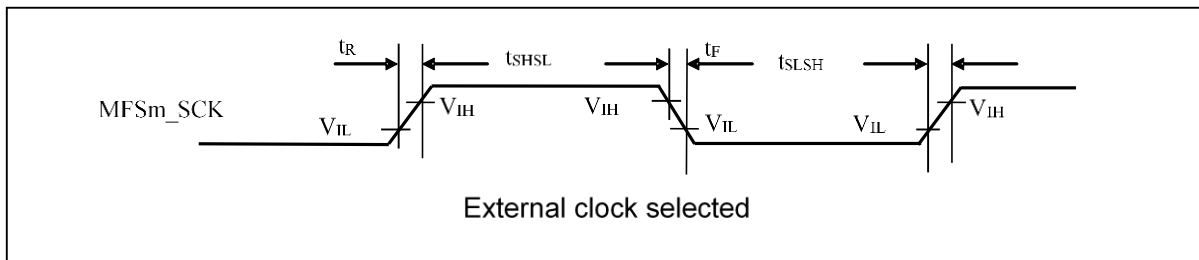 tR tSHSL tF tSLSH
MFSm_SCK VIL VIH VIH VIL VIL VIH
External clock selected